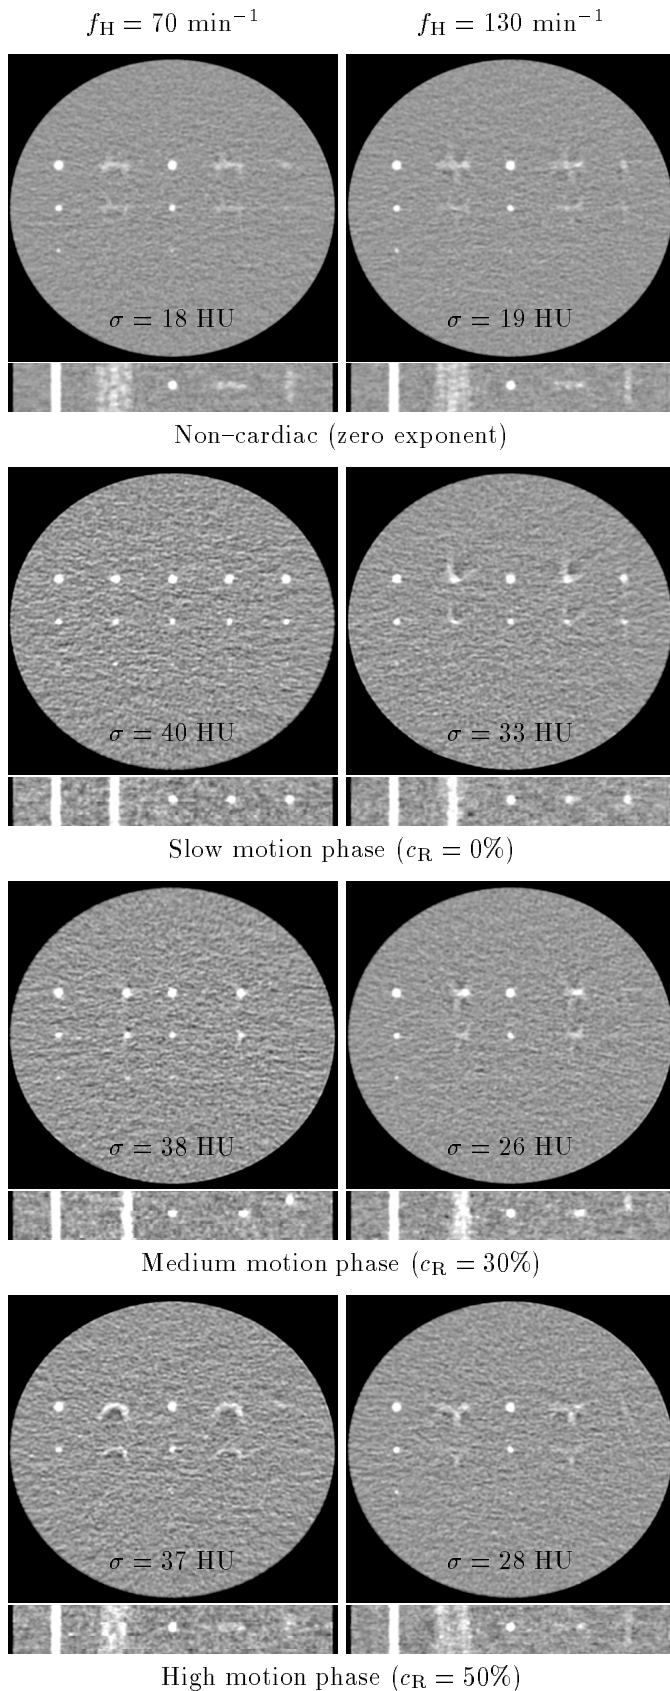 f_H = 70 min⁻¹ f_H = 130 min⁻¹
σ = 18 HU σ = 19 HU
Non–cardiac (zero exponent)
σ = 40 HU σ = 33 HU
Slow motion phase (c_R = 0%)
σ = 38 HU σ = 26 HU
Medium motion phase (c_R = 30%)
σ = 37 HU σ = 28 HU
High motion phase (c_R = 50%)